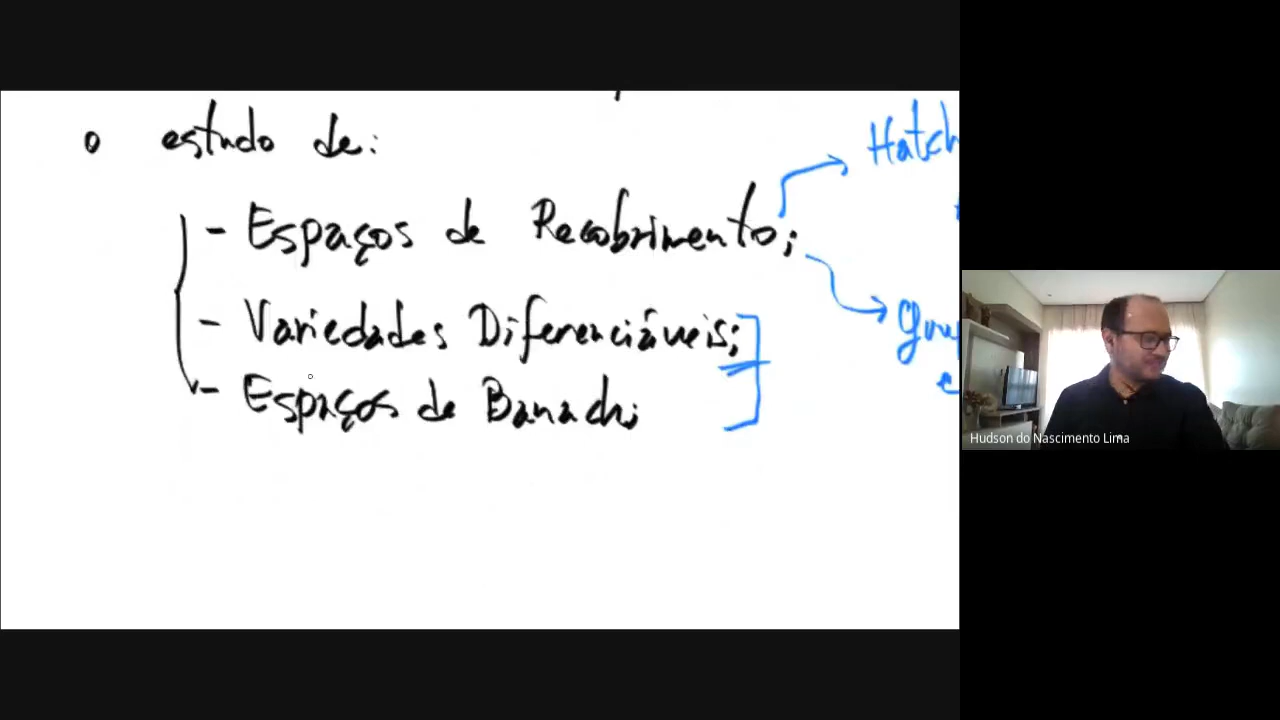 o estudo de:
- Espaços de Recobrimento;
- Variedades Diferenciáveis;
- Espaços de Banach;
Hatch
Hudson do Nascimento Lima